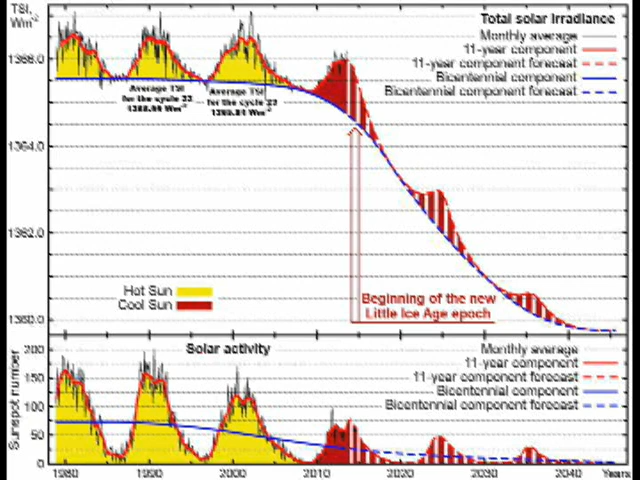 TSI,
Wm⁻²
Total solar irradiance
Monthly average
11-year component
11-year component forecast
Bicentennial component
Bicentennial component forecast
1366.0
1364.0
1362.0
1360.0
Average TSI
for the cycle 22
Wm⁻²
Average TSI
for the cycle 23
Wm⁻²
Hot Sun
Cool Sun
Beginning of the new
Little Ice Age epoch
Solar activity
Monthly average
11-year component
11-year component forecast
Bicentennial component
Bicentennial component forecast
Sunspot number
200
150
100
50
0
1980 1990 2000 2010 2020 2030 2040 Years